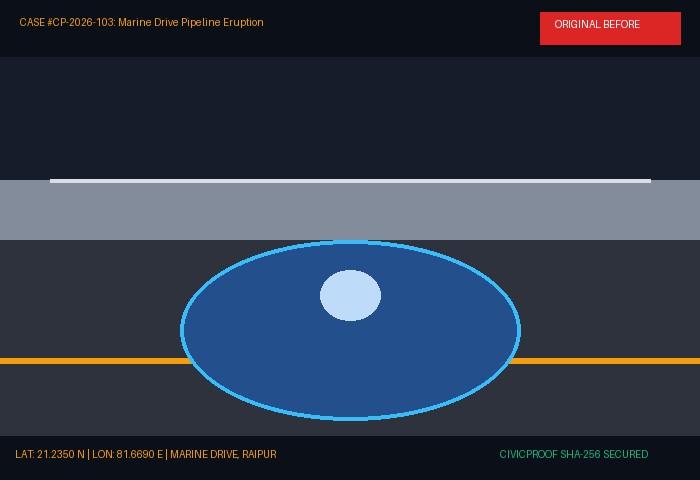 CASE #CP-2026-103: Marine Drive Pipeline Eruption
ORIGINAL BEFORE
LAT: 21.2350 N | LON: 81.6690 E | MARINE DRIVE, RAIPUR
CIVICPROOF SHA-256 SECURED